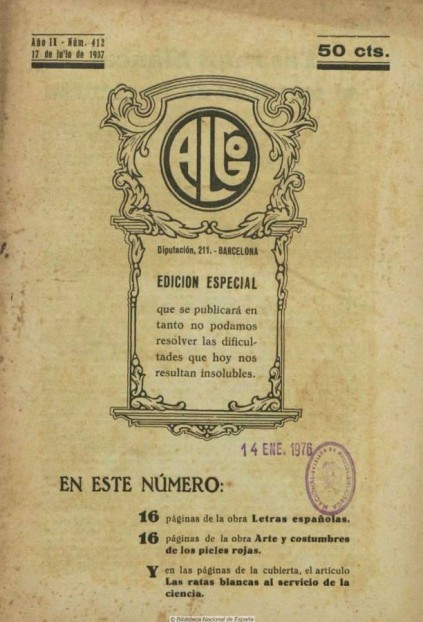 Año IX - Núm. 412
17 de Julio de 1937
50 cts.
ALGO
Diputación, 211. - BARCELONA
EDICION ESPECIAL
que se publicará en
tanto no podamos
resolver las dificul-
tades que hoy nos
resultan insolubles.
14 ENE. 1976
EN ESTE NÚMERO:
16 páginas de la obra Letras españolas.
16 páginas de la obra Arte y costumbres
de los pieles rojas.
Y en las páginas de la cubierta, el artículo
Las ratas blancas al servicio de la
ciencia.
© Biblioteca Nacional de España